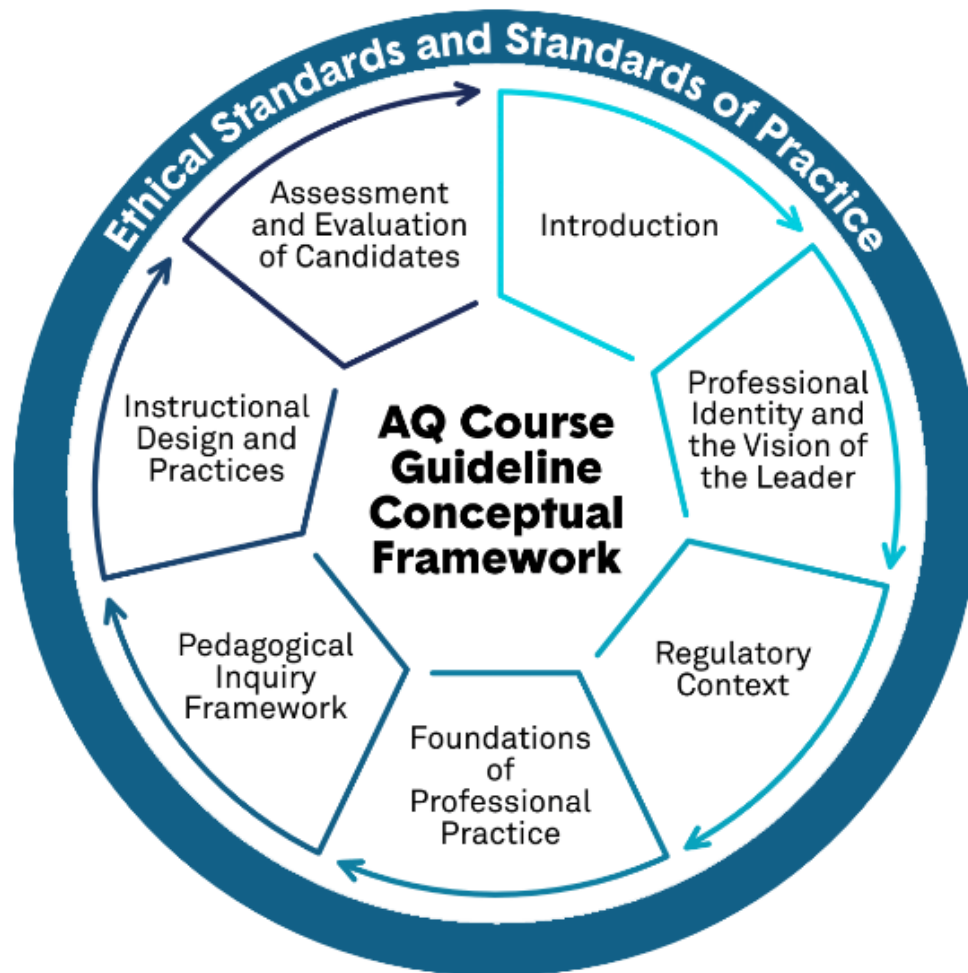 Ethical Standards and Standards of Practice
Introduction
Professional
Identity and
the Vision of
the Leader
Regulatory
Context
Foundations
of
Professional
Practice
Pedagogical
Inquiry
Framework
Instructional
Design and
Practices
Assessment
and Evaluation
of Candidates
AQ Course
Guideline
Conceptual
Framework